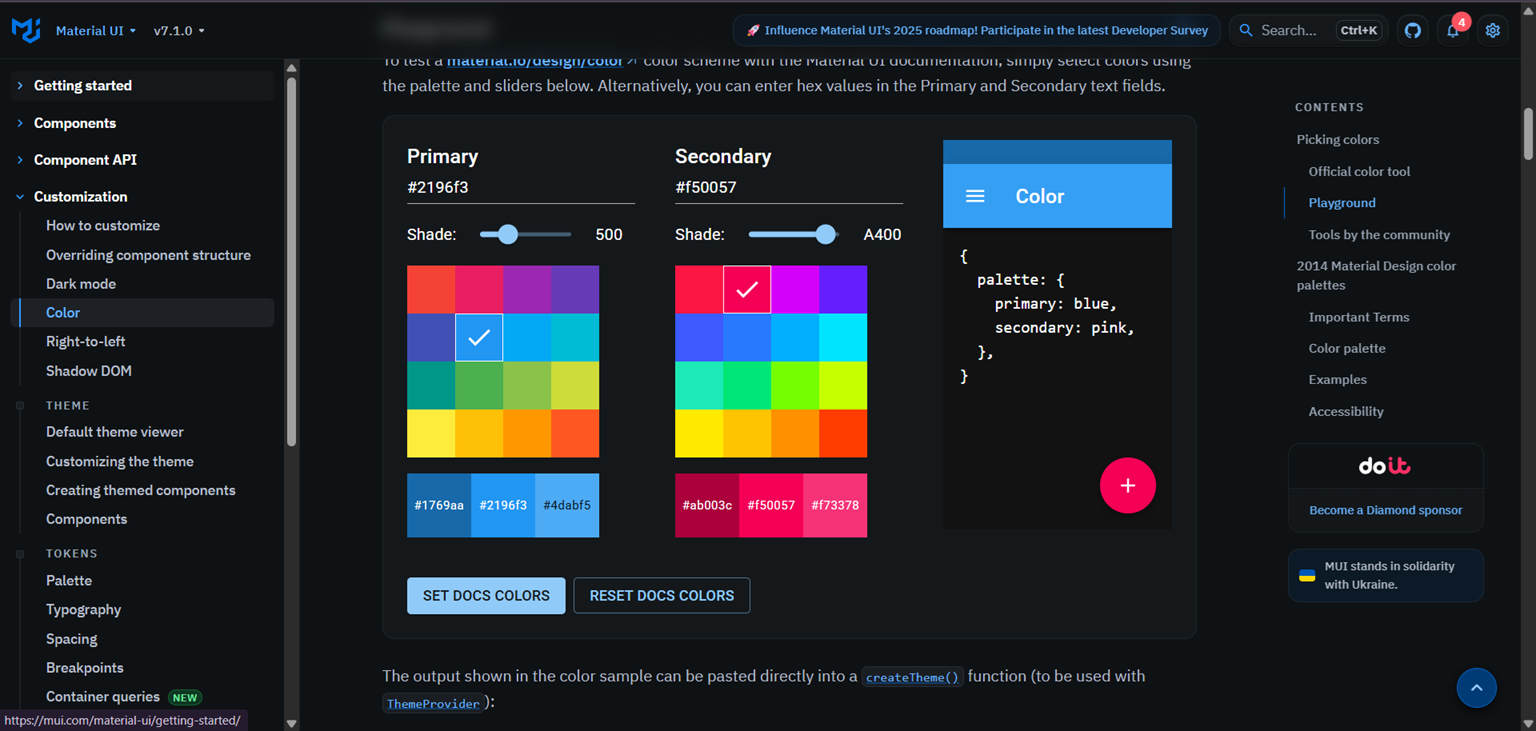 Material UI
v7.1.0
🚀 Influence Material UI's 2025 roadmap! Participate in the latest Developer Survey
Search...
Ctrl+K
4
Getting started
Components
Component API
Customization
How to customize
Overriding component structure
Dark mode
Color
Right-to-left
Shadow DOM
THEME
Default theme viewer
Customizing the theme
Creating themed components
Components
TOKENS
Palette
Typography
Spacing
Breakpoints
Container queries NEW
https://mui.com/material-ui/getting-started/
To test a material.io/design/color color scheme with the Material UI documentation, simply select colors using
the palette and sliders below. Alternatively, you can enter hex values in the Primary and Secondary text fields.
Primary
#2196f3
Shade: 500
#1769aa #2196f3 #4dabf5
Secondary
#f50057
Shade: A400
#ab003c #f50057 #f73378
Color
{
palette: {
primary: blue,
secondary: pink,
},
}
+
SET DOCS COLORS
RESET DOCS COLORS
The output shown in the color sample can be pasted directly into a createTheme() function (to be used with
ThemeProvider):
CONTENTS
Picking colors
Official color tool
Playground
Tools by the community
2014 Material Design color
palettes
Important Terms
Color palette
Examples
Accessibility
doit
Become a Diamond sponsor
MUI stands in solidarity
with Ukraine.